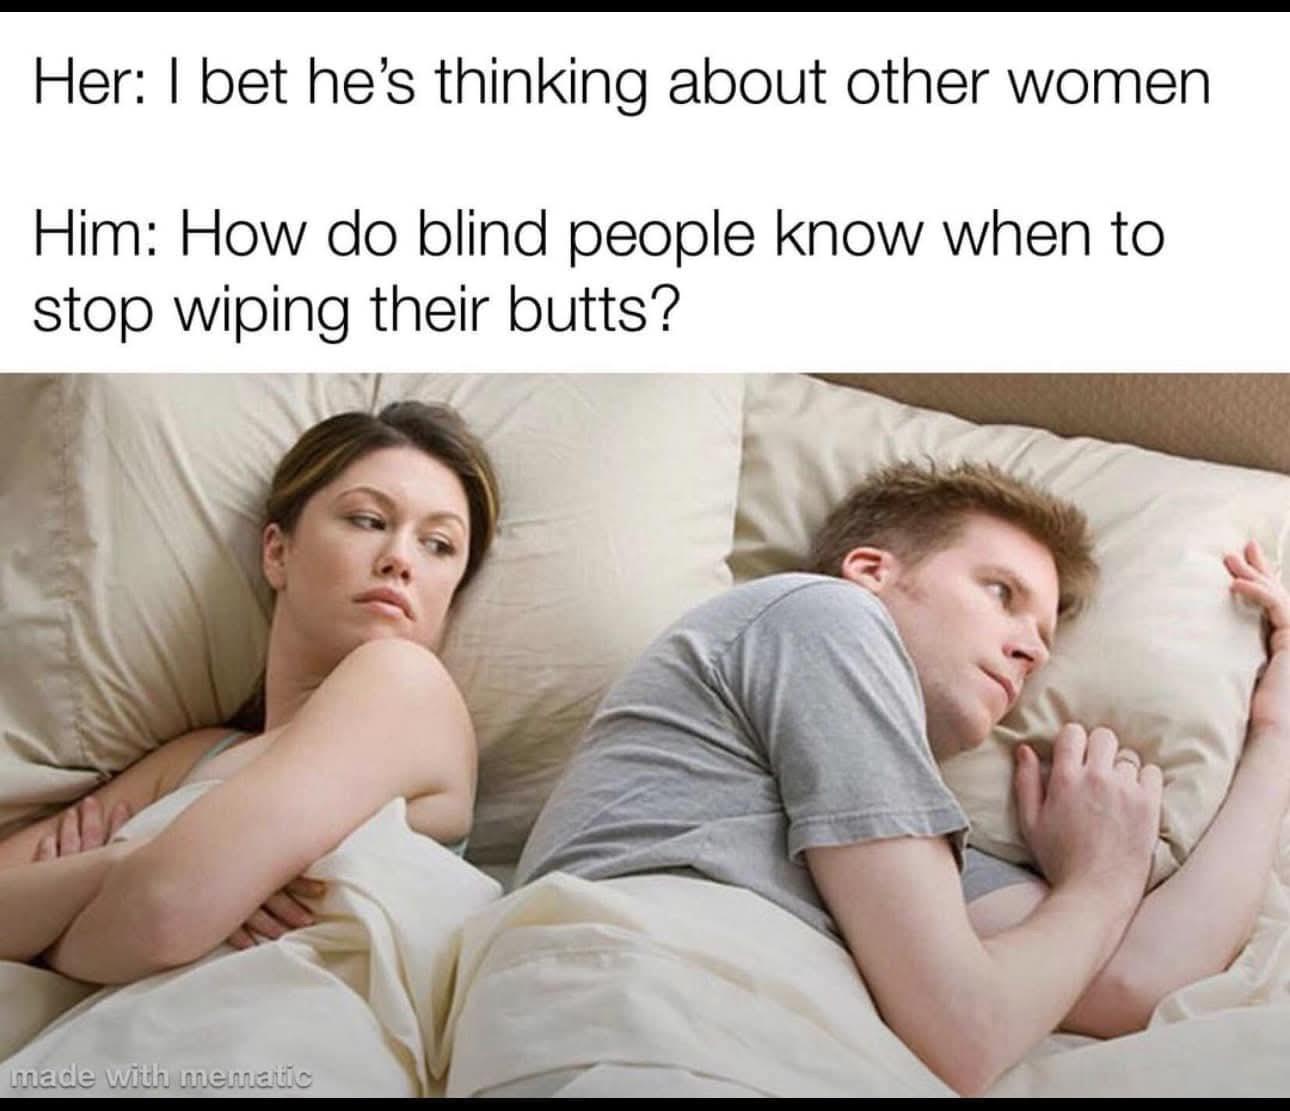 Her: I bet he’s thinking about other women
Him: How do blind people know when to
stop wiping their butts?
made with mematic